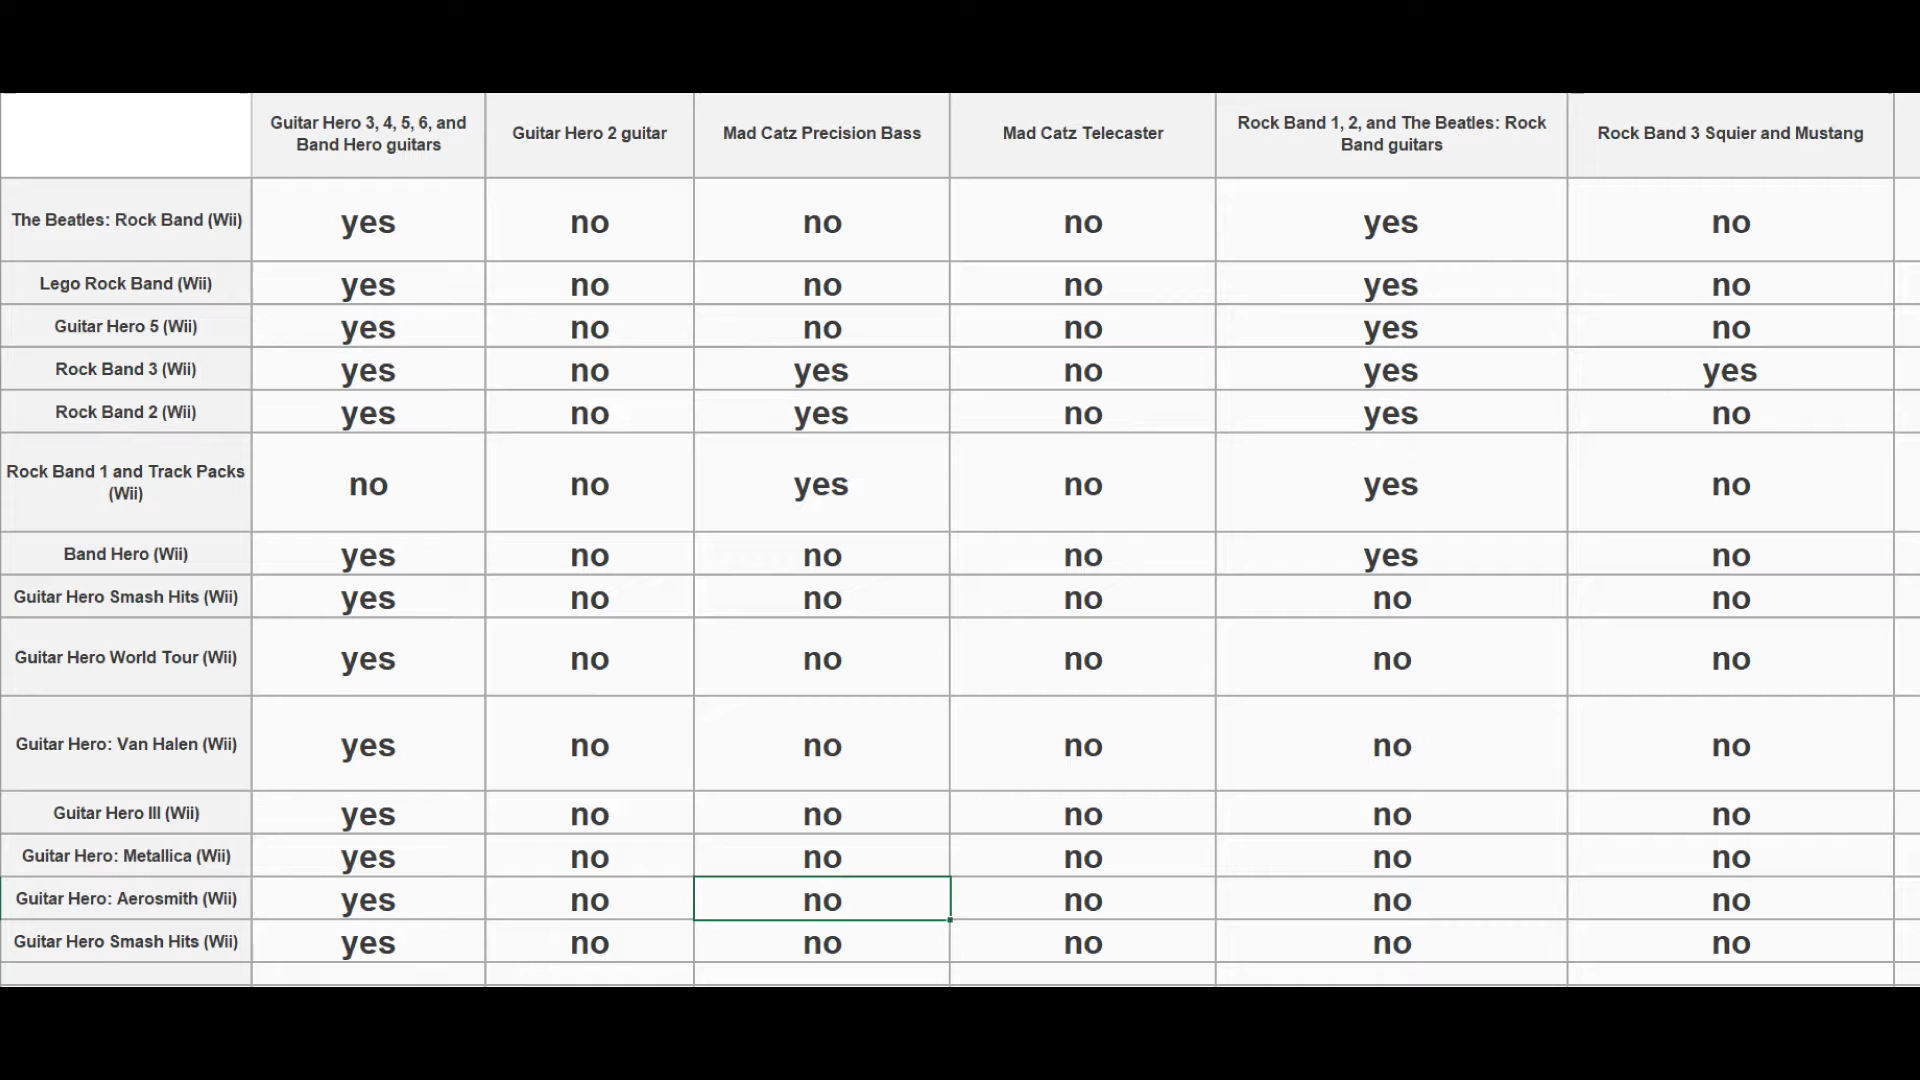 Guitar Hero 3, 4, 5, 6, and
Band Hero guitars
Guitar Hero 2 guitar
Mad Catz Precision Bass
Mad Catz Telecaster
Rock Band 1, 2, and The Beatles: Rock
Band guitars
Rock Band 3 Squier and Mustang
The Beatles: Rock Band (Wii) yes no no no yes no
Lego Rock Band (Wii) yes no no no yes no
Guitar Hero 5 (Wii) yes no no no yes no
Rock Band 3 (Wii) yes no yes no yes yes
Rock Band 2 (Wii) yes no yes no yes no
Rock Band 1 and Track Packs
(Wii)
no no yes no yes no
Band Hero (Wii) yes no no no yes no
Guitar Hero Smash Hits (Wii) yes no no no no no
Guitar Hero World Tour (Wii) yes no no no no no
Guitar Hero: Van Halen (Wii) yes no no no no no
Guitar Hero III (Wii) yes no no no no no
Guitar Hero: Metallica (Wii) yes no no no no no
Guitar Hero: Aerosmith (Wii) yes no no no no no
Guitar Hero Smash Hits (Wii) yes no no no no no